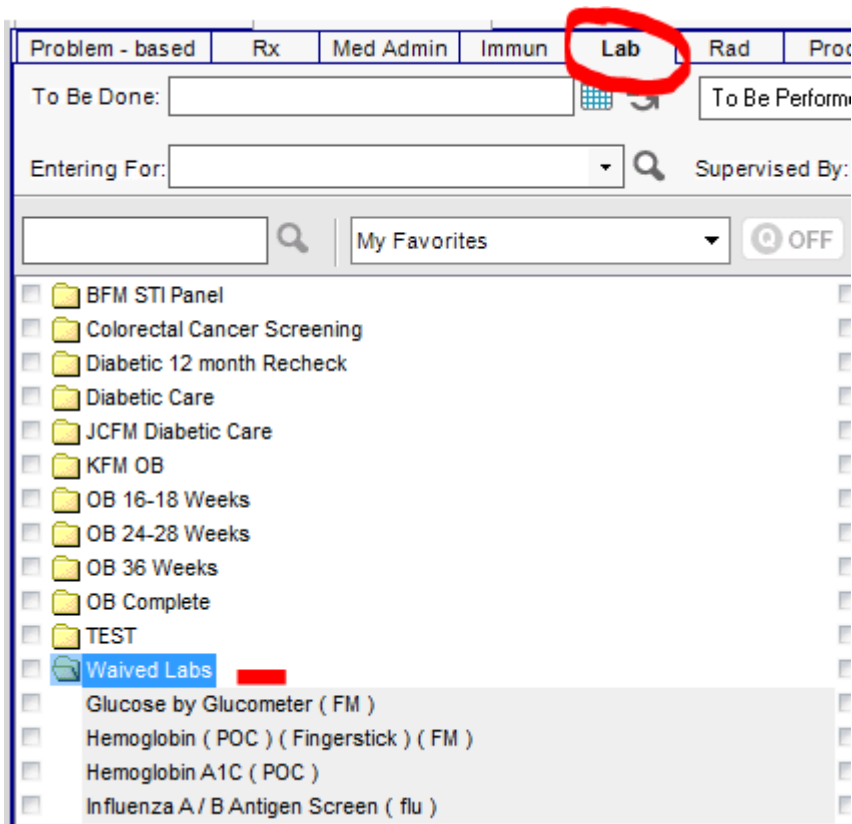 Problem - based Rx Med Admin Immun Lab Rad
To Be Done: To Be
Entering For: Supervised By:
My Favorites OFF
BFM STI Panel
Colorectal Cancer Screening
Diabetic 12 month Recheck
Diabetic Care
JCFM Diabetic Care
KFM OB
OB 16-18 Weeks
OB 24-28 Weeks
OB 36 Weeks
OB Complete
TEST
Waived Labs
Glucose by Glucometer ( FM )
Hemoglobin ( POC ) ( Fingerstick ) ( FM )
Hemoglobin A1C ( POC )
Influenza A / B Antigen Screen ( flu )